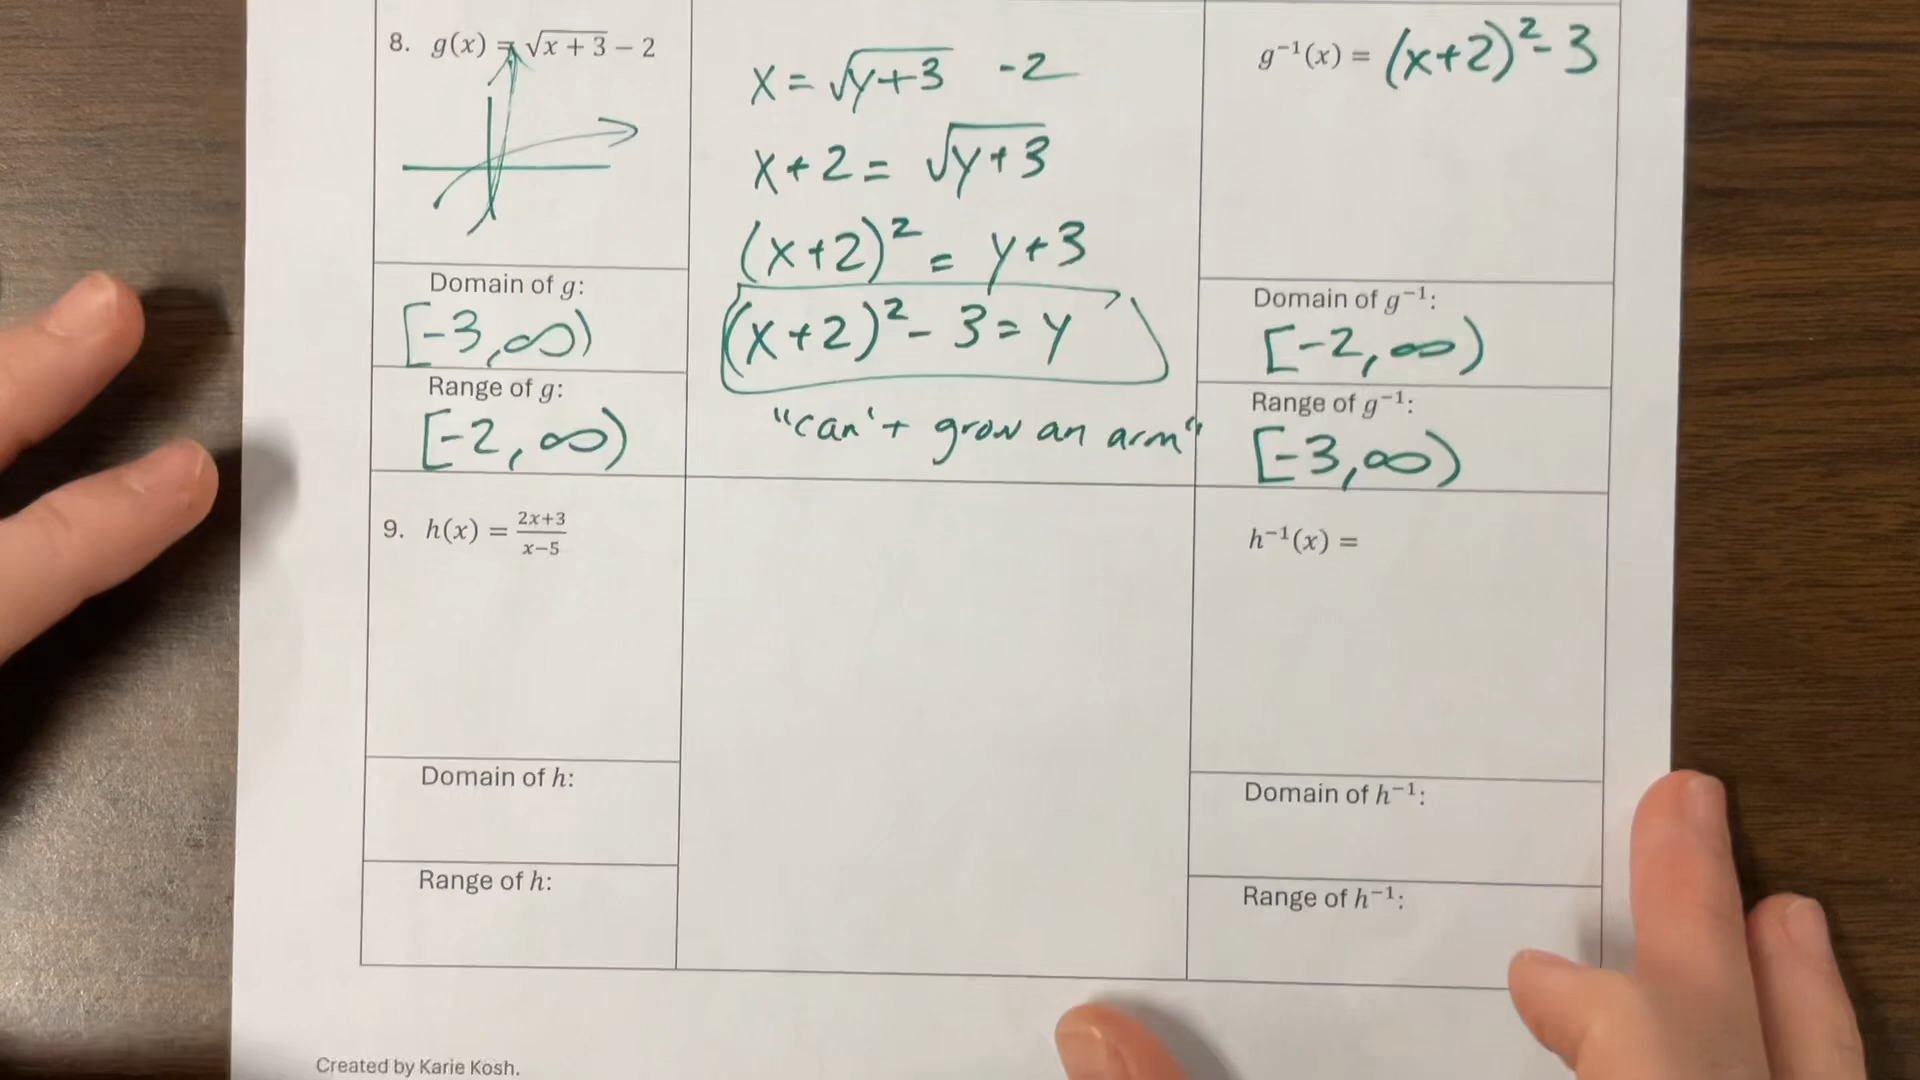 8. g(x) = √x + 3 − 2
x = √y+3 -2
x+2 = √y+3
(x+2)² = y+3
(x+2)² - 3 = y
"can't grow an arm"
g⁻¹(x) = (x+2)² - 3
Domain of g:
[-3,∞)
Range of g:
[-2,∞)
Domain of g⁻¹:
[-2,∞)
Range of g⁻¹:
[-3,∞)
9. h(x) = 2x+3/x−5
h⁻¹(x) =
Domain of h:
Range of h:
Domain of h⁻¹:
Range of h⁻¹:
Created by Karie Kosh.